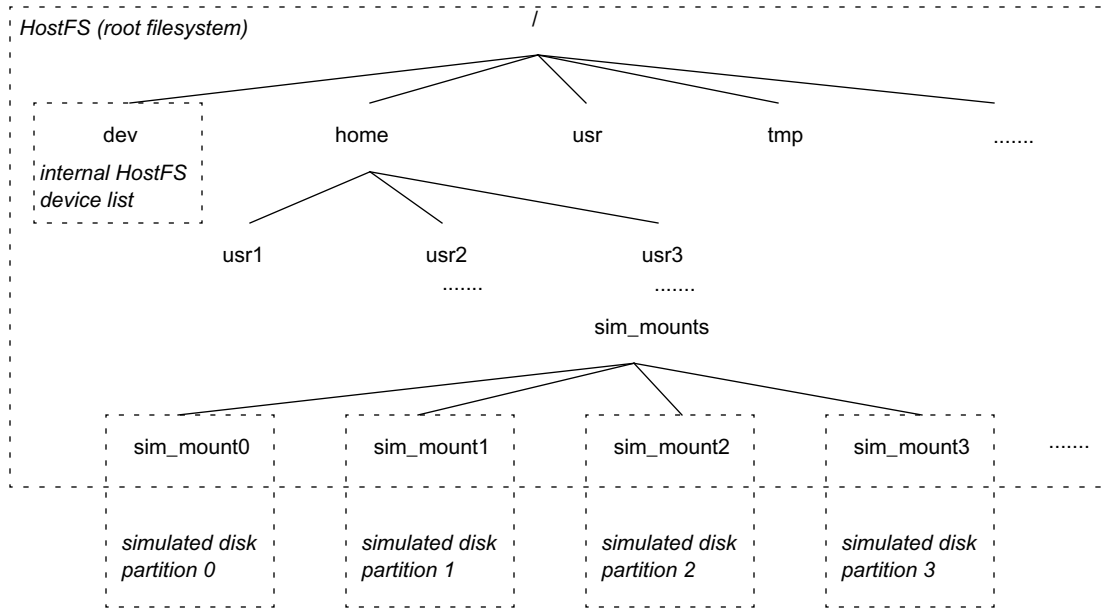 /
HostFS (root filesystem)
dev home usr tmp .......
internal HostFS
device list
usr1 usr2 usr3
....... .......
sim_mounts
sim_mount0 sim_mount1 sim_mount2 sim_mount3 .......
simulated disk simulated disk simulated disk simulated disk
partition 0 partition 1 partition 2 partition 3